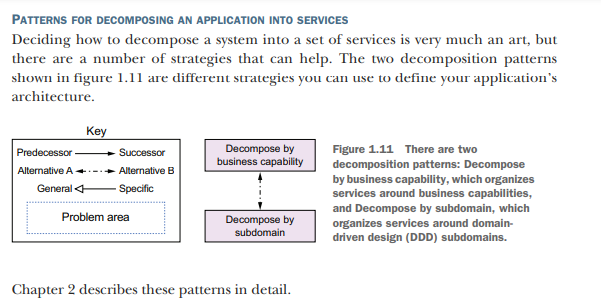 PATTERNS FOR DECOMPOSING AN APPLICATION INTO SERVICES
Deciding how to decompose a system into a set of services is very much an art, but
there are a number of strategies that can help. The two decomposition patterns
shown in figure 1.11 are different strategies you can use to define your application’s
architecture.
Key
Predecessor
Successor
Alternative A
Alternative B
General
Specific
Problem area
Decompose by
business capability
Decompose by
subdomain
Figure 1.11 There are two
decomposition patterns: Decompose
by business capability, which organizes
services around business capabilities,
and Decompose by subdomain, which
organizes services around domain-
driven design (DDD) subdomains.
Chapter 2 describes these patterns in detail.